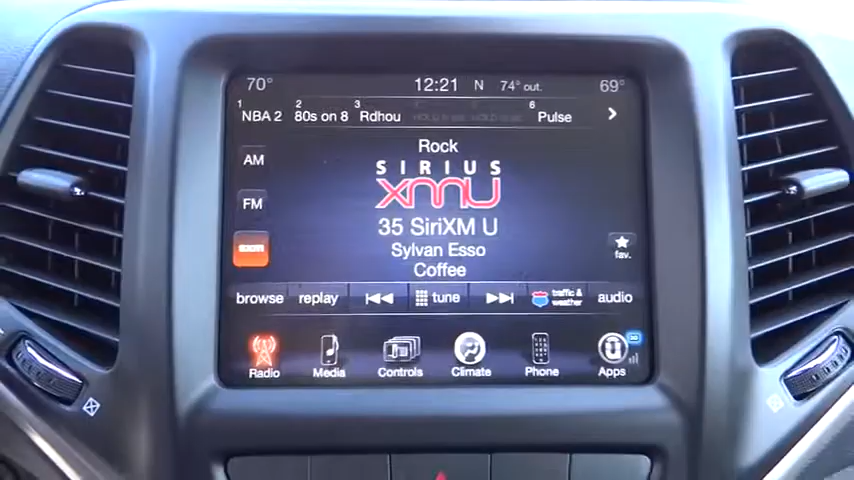 70° 12:21 N 74° out. 69°
1 2 3 6
NBA 2 80s on 8 Rdhou Pulse
Rock
AM
SIRIUS
XMU
FM
35 SiriXM U
Sylvan Esso
fav.
Coffee
browse replay tune traffic & weather audio
Radio Media Controls Climate Phone Apps